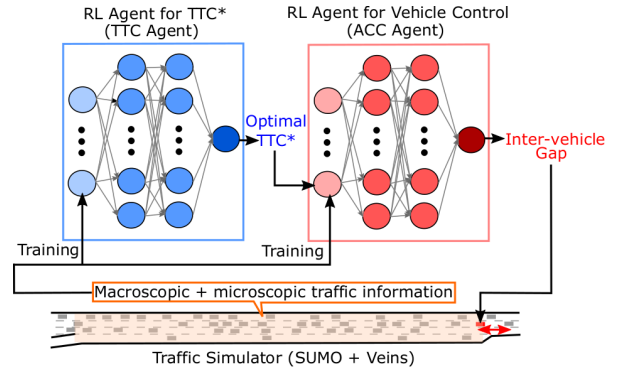 RL Agent for TTC*
(TTC Agent)
RL Agent for Vehicle Control
(ACC Agent)
Optimal
TTC*
Inter-vehicle
Gap
Training
Training
Macroscopic + microscopic traffic information
Traffic Simulator (SUMO + Veins)